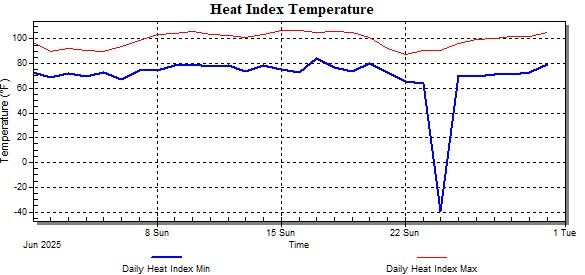 Heat Index Temperature
Temperature (°F)
100
80
60
40
20
0
-20
-40
8 Sun
15 Sun
22 Sun
1 Tue
Jun 2025
Time
Daily Heat Index Min
Daily Heat Index Max